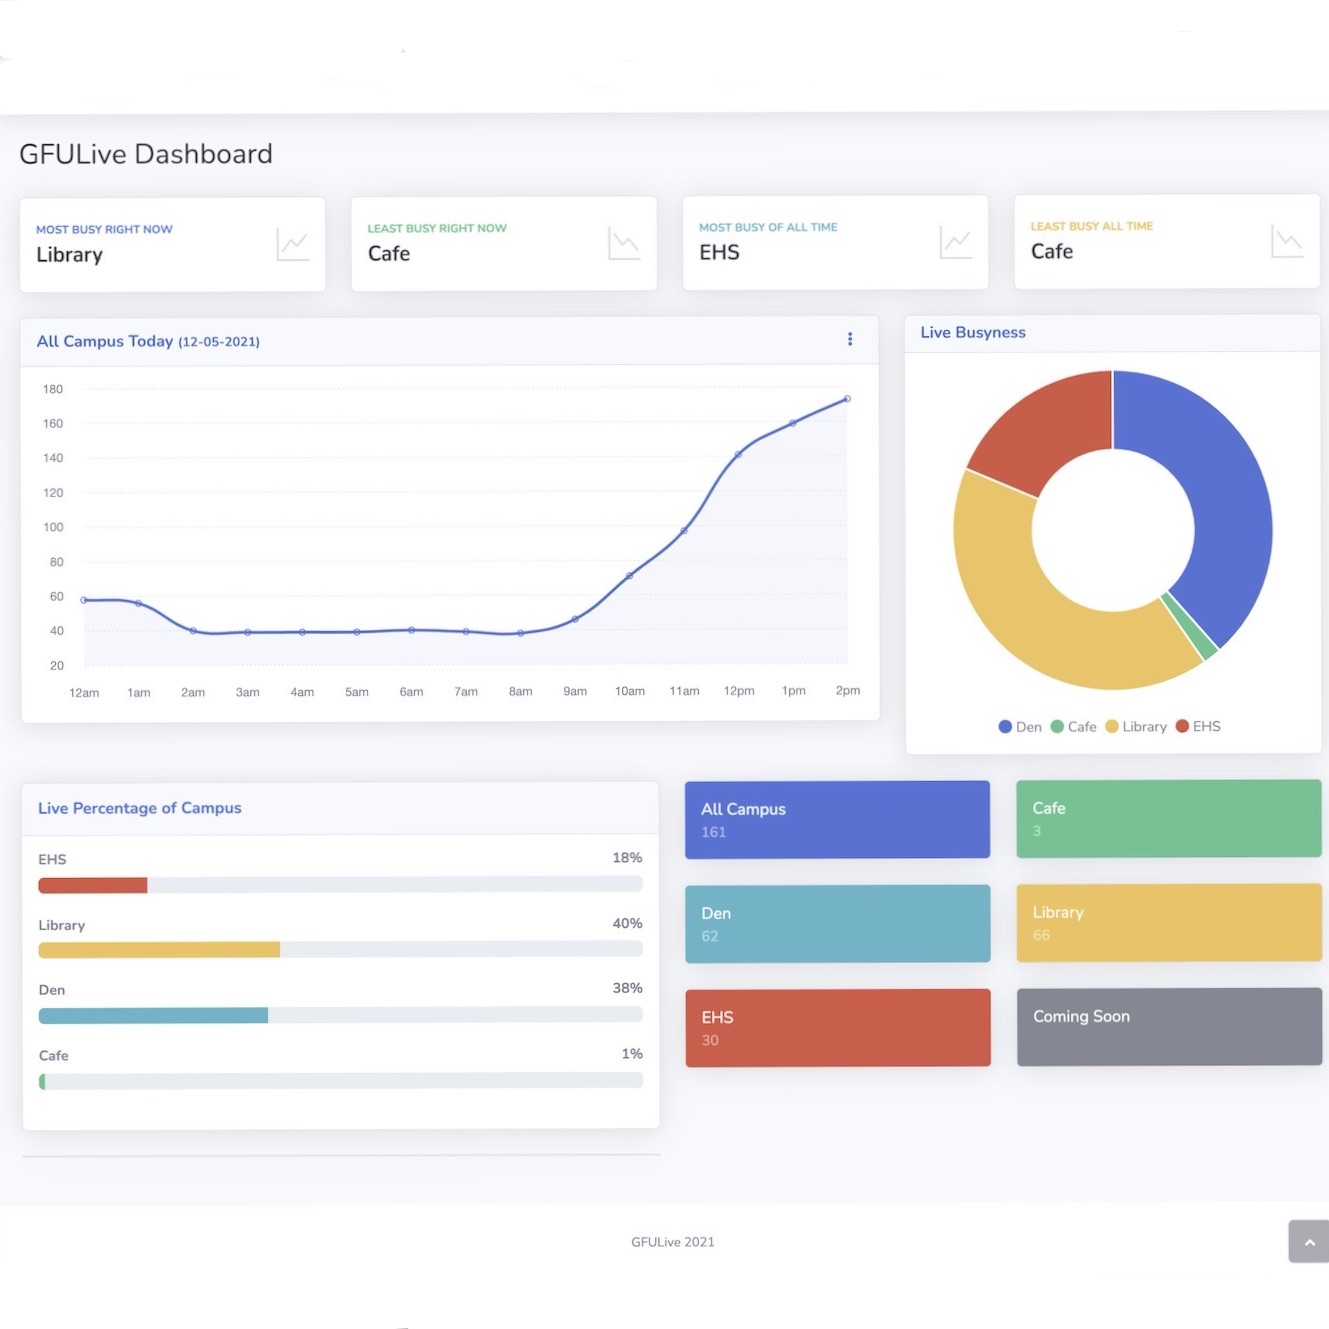 GFULive Dashboard
MOST BUSY RIGHT NOW
Library
LEAST BUSY RIGHT NOW
Cafe
MOST BUSY OF ALL TIME
EHS
LEAST BUSY ALL TIME
Cafe
All Campus Today (12-05-2021)
180
160
140
120
100
80
60
40
20
12am 1am 2am 3am 4am 5am 6am 7am 8am 9am 10am 11am 12pm 1pm 2pm
Live Busyness
Den Cafe Library EHS
Live Percentage of Campus
EHS 18%
Library 40%
Den 38%
Cafe 1%
All Campus
161
Cafe
3
Den
62
Library
66
EHS
30
Coming Soon
GFULive 2021